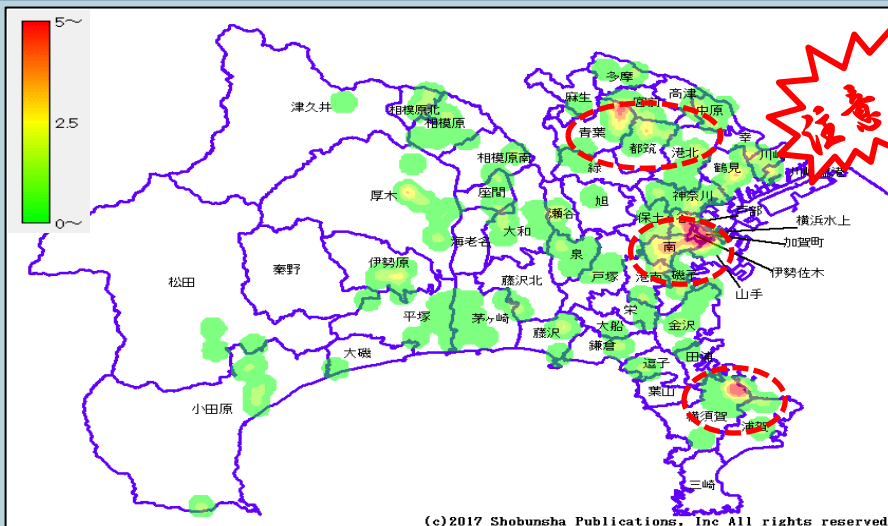 5～
2.5
0～
注意
多摩
麻生
宮前
高津
中原
津久井
相模原北
相模原
青葉
都筑
港北
幸
川崎
緑
鶴見
相模原南
座間
厚木
旭
神奈川
瀬谷
保土
戸部
横浜水上
大和
海老名
泉
南
加賀町
伊勢佐木
伊勢原
秦野
松田
藤沢北
戸塚
港南
磯子
山手
平塚
茅ヶ崎
栄
藤沢
大船
金沢
鎌倉
大磯
田浦
逗子
葉山
小田原
横須賀
浦賀
三崎
(c)2017 Shobunsha Publications, Inc All rights reserved